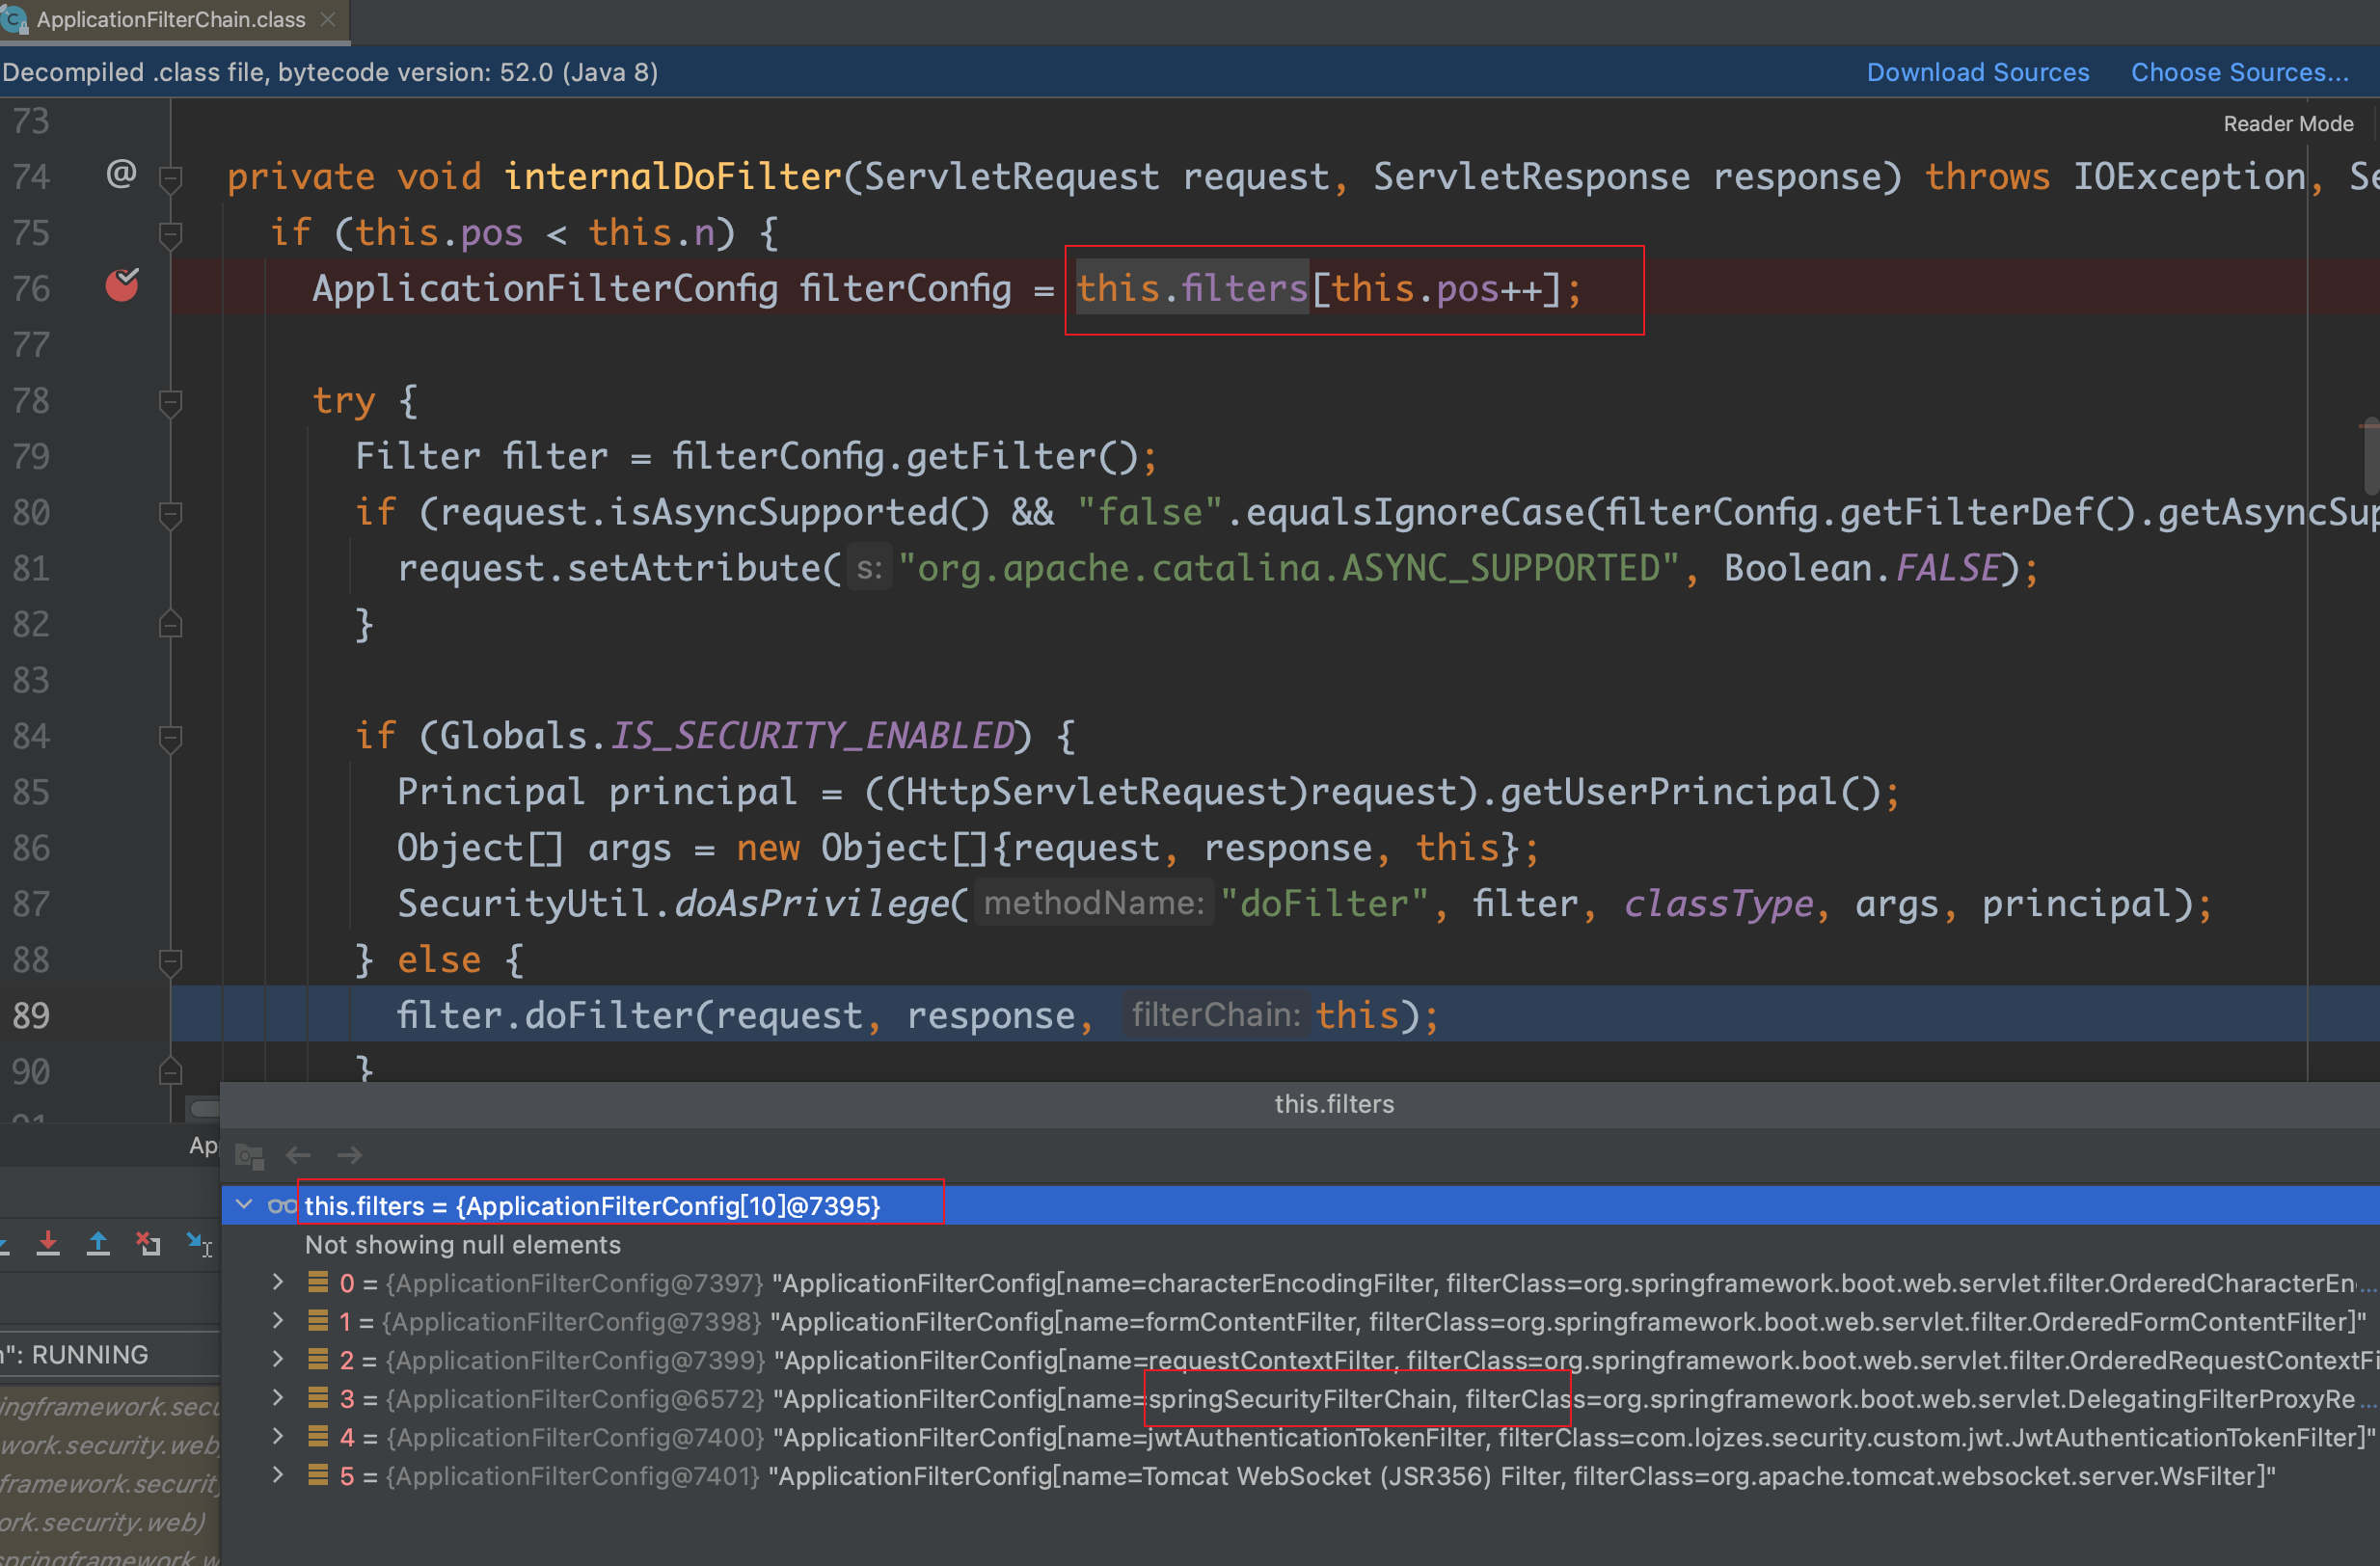 ApplicationFilterChain.class
Decompiled .class file, bytecode version: 52.0 (Java 8) Download Sources Choose Sources...
73 Reader Mode
74 @ private void internalDoFilter(ServletRequest request, ServletResponse response) throws IOException, Se
75 if (this.pos < this.n) {
76 ApplicationFilterConfig filterConfig = this.filters[this.pos++];
77
78 try {
79 Filter filter = filterConfig.getFilter();
80 if (request.isAsyncSupported() && "false".equalsIgnoreCase(filterConfig.getFilterDef().getAsyncSup
81 request.setAttribute( s: "org.apache.catalina.ASYNC_SUPPORTED", Boolean.FALSE);
82 }
83
84 if (Globals.IS_SECURITY_ENABLED) {
85 Principal principal = ((HttpServletRequest)request).getUserPrincipal();
86 Object[] args = new Object[]{request, response, this};
87 SecurityUtil.doAsPrivilege( methodName: "doFilter", filter, classType, args, principal);
88 } else {
89 filter.doFilter(request, response, filterChain: this);
90 }
this.filters
App
this.filters = {ApplicationFilterConfig[10]@7395}
Not showing null elements
0 = {ApplicationFilterConfig@7397} "ApplicationFilterConfig[name=characterEncodingFilter, filterClass=org.springframework.boot.web.servlet.filter.OrderedCharacterEnc...
1 = {ApplicationFilterConfig@7398} "ApplicationFilterConfig[name=formContentFilter, filterClass=org.springframework.boot.web.servlet.filter.OrderedFormContentFilter]"
2 = {ApplicationFilterConfig@7399} "ApplicationFilterConfig[name=requestContextFilter, filterClass=org.springframework.boot.web.servlet.filter.OrderedRequestContextFi
3 = {ApplicationFilterConfig@6572} "ApplicationFilterConfig[name=springSecurityFilterChain, filterClass=org.springframework.boot.web.servlet.DelegatingFilterProxyRe...
4 = {ApplicationFilterConfig@7400} "ApplicationFilterConfig[name=jwtAuthenticationTokenFilter, filterClass=com.lojzes.security.custom.jwt.JwtAuthenticationTokenFilter]"
5 = {ApplicationFilterConfig@7401} "ApplicationFilterConfig[name=Tomcat WebSocket (JSR356) Filter, filterClass=org.apache.tomcat.websocket.server.WsFilter]"
n": RUNNING
ingframework.secu
work.security.web
framework.security
ork.security.web)
springframework.w